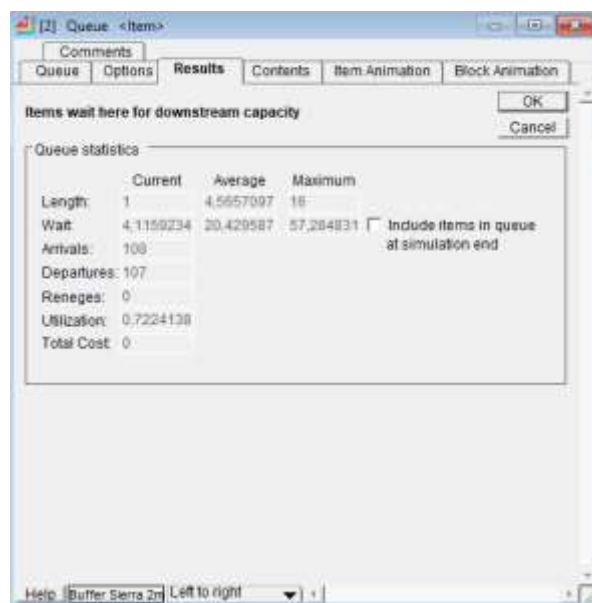 [2] Queue <Item>
Comments
Queue Options Results Contents Item Animation Block Animation
Items wait here for downstream capacity
OK
Cancel
Queue statistics
Current Average Maximum
Length: 1 4,5657097 16
Wait: 4,1159234 20,429587 57,284831 Include items in queue
at simulation end
Arrivals: 108
Departures: 107
Reneges: 0
Utilization: 0,7224138
Total Cost: 0
Help Buffer Sierra 2m Left to right